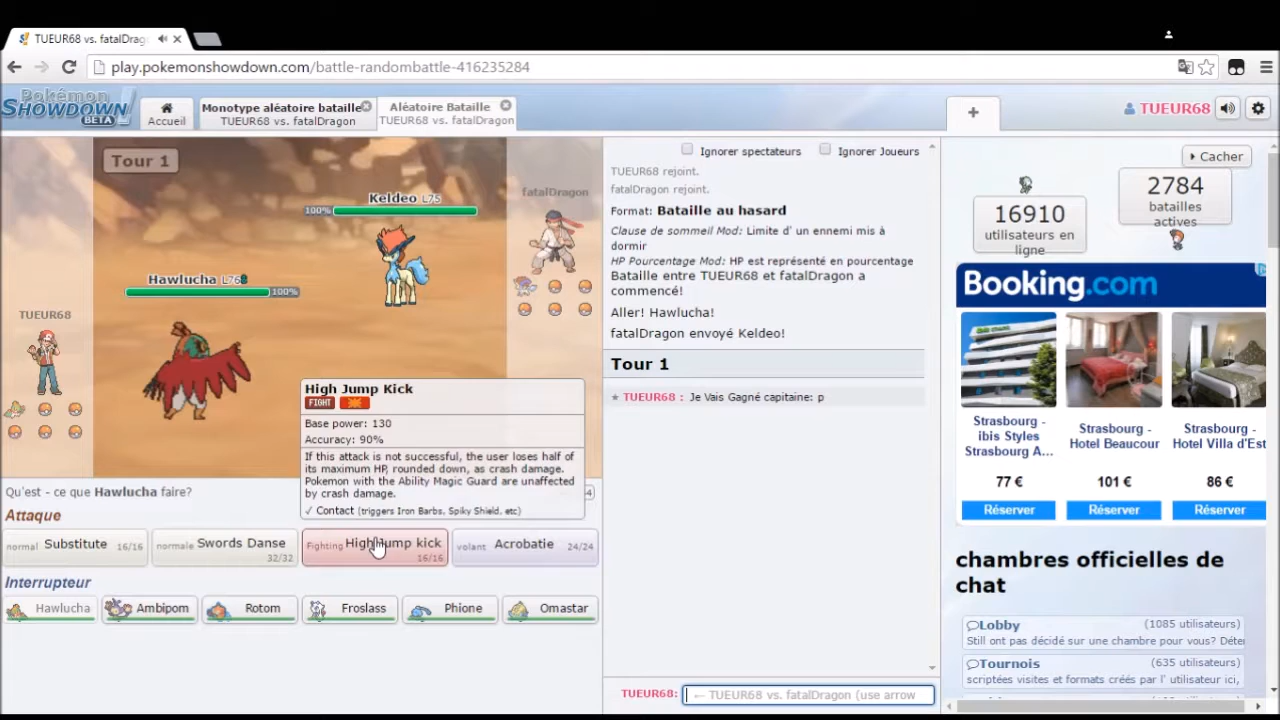 TUEUR68 vs. fatalDrag
play.pokemonshowdown.com/battle-randombattle-416235284
Pokémon
SHOWDOWN
BETA
Accueil
Monotype aléatoire bataille
TUEUR68 vs. fatalDragon
Aléatoire Bataille
TUEUR68 vs. fatalDragon
+
TUEUR68
Tour 1
Keldeo L75
100%
fatalDragon
Hawlucha L76
100%
TUEUR68
High Jump Kick
FIGHT
Base power: 130
Accuracy: 90%
If this attack is not successful, the user loses half of
its maximum HP, rounded down, as crash damage.
Pokemon with the Ability Magic Guard are unaffected
by crash damage.
✓ Contact (triggers Iron Barbs, Spiky Shield, etc)
Qu'est - ce que Hawlucha faire?
Attaque
normal Substitute 16/16
normale Swords Danse 32/32
Fighting High Jump kick 16/16
volant Acrobatie 24/24
Interrupteur
Hawlucha
Ambipom
Rotom
Froslass
Phione
Omastar
Ignorer spectateurs
Ignorer Joueurs
TUEUR68 rejoint.
fatalDragon rejoint.
Format: Bataille au hasard
Clause de sommeil Mod: Limite d' un ennemi mis à
dormir
HP Pourcentage Mod: HP est représenté en pourcentage
Bataille entre TUEUR68 et fatalDragon a
commencé!
Aller! Hawlucha!
fatalDragon envoyé Keldeo!
Tour 1
★ TUEUR68 : Je Vais Gagné capitaine: p
TUEUR68:
← TUEUR68 vs. fatalDragon (use arrow
Cacher
16910
utilisateurs en
ligne
2784
batailles
actives
Booking.com
Strasbourg -
ibis Styles
Strasbourg A...
77 €
Réserver
Strasbourg -
Hotel Beaucour
101 €
Réserver
Strasbourg -
Hotel Villa d'Est
86 €
Réserver
chambres officielles de
chat
Lobby
(1085 utilisateurs)
Still ont pas décidé sur une chambre pour vous? Déter
Tournois
(635 utilisateurs)
scriptées visites et formats créés par l' utilisateur ici,